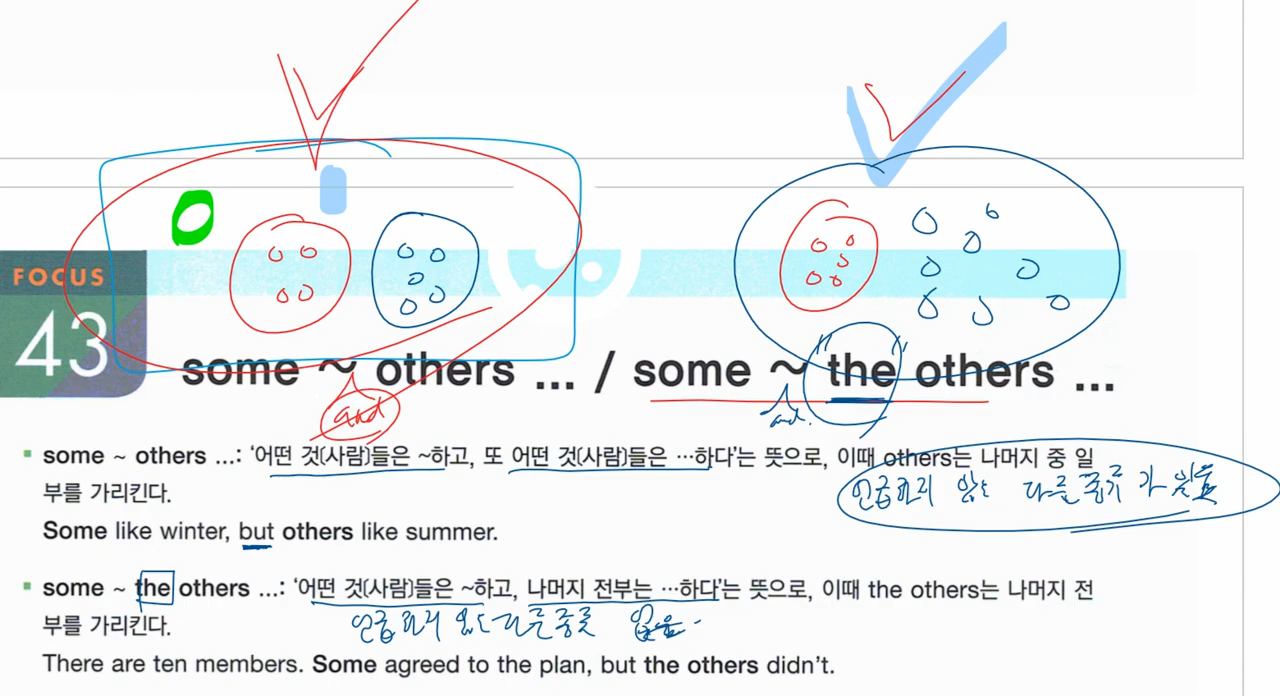 FOCUS
43
some ~ others ... / some ~ the others ...
and
and.
some ~ others ...: '어떤 것(사람)들은 ~하고, 또 어떤 것(사람)들은 …하다'는 뜻으로, 이때 others는 나머지 중 일
부를 가리킨다.
언급되지 않는 다른 종류가 있음
Some like winter, but others like summer.
some ~ the others ...: '어떤 것(사람)들은 ~하고, 나머지 전부는 …하다'는 뜻으로, 이때 the others는 나머지 전
부를 가리킨다.
언급되지 않는 다른 종류 없음.
There are ten members. Some agreed to the plan, but the others didn't.